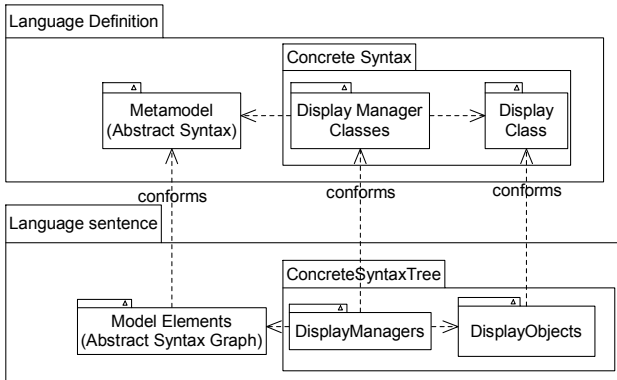 Language Definition
Concrete Syntax
Metamodel
(Abstract Syntax)
Display Manager
Classes
Display
Class
conforms
conforms
conforms
Language sentence
ConcreteSyntaxTree
Model Elements
(Abstract Syntax Graph)
DisplayManagers
DisplayObjects